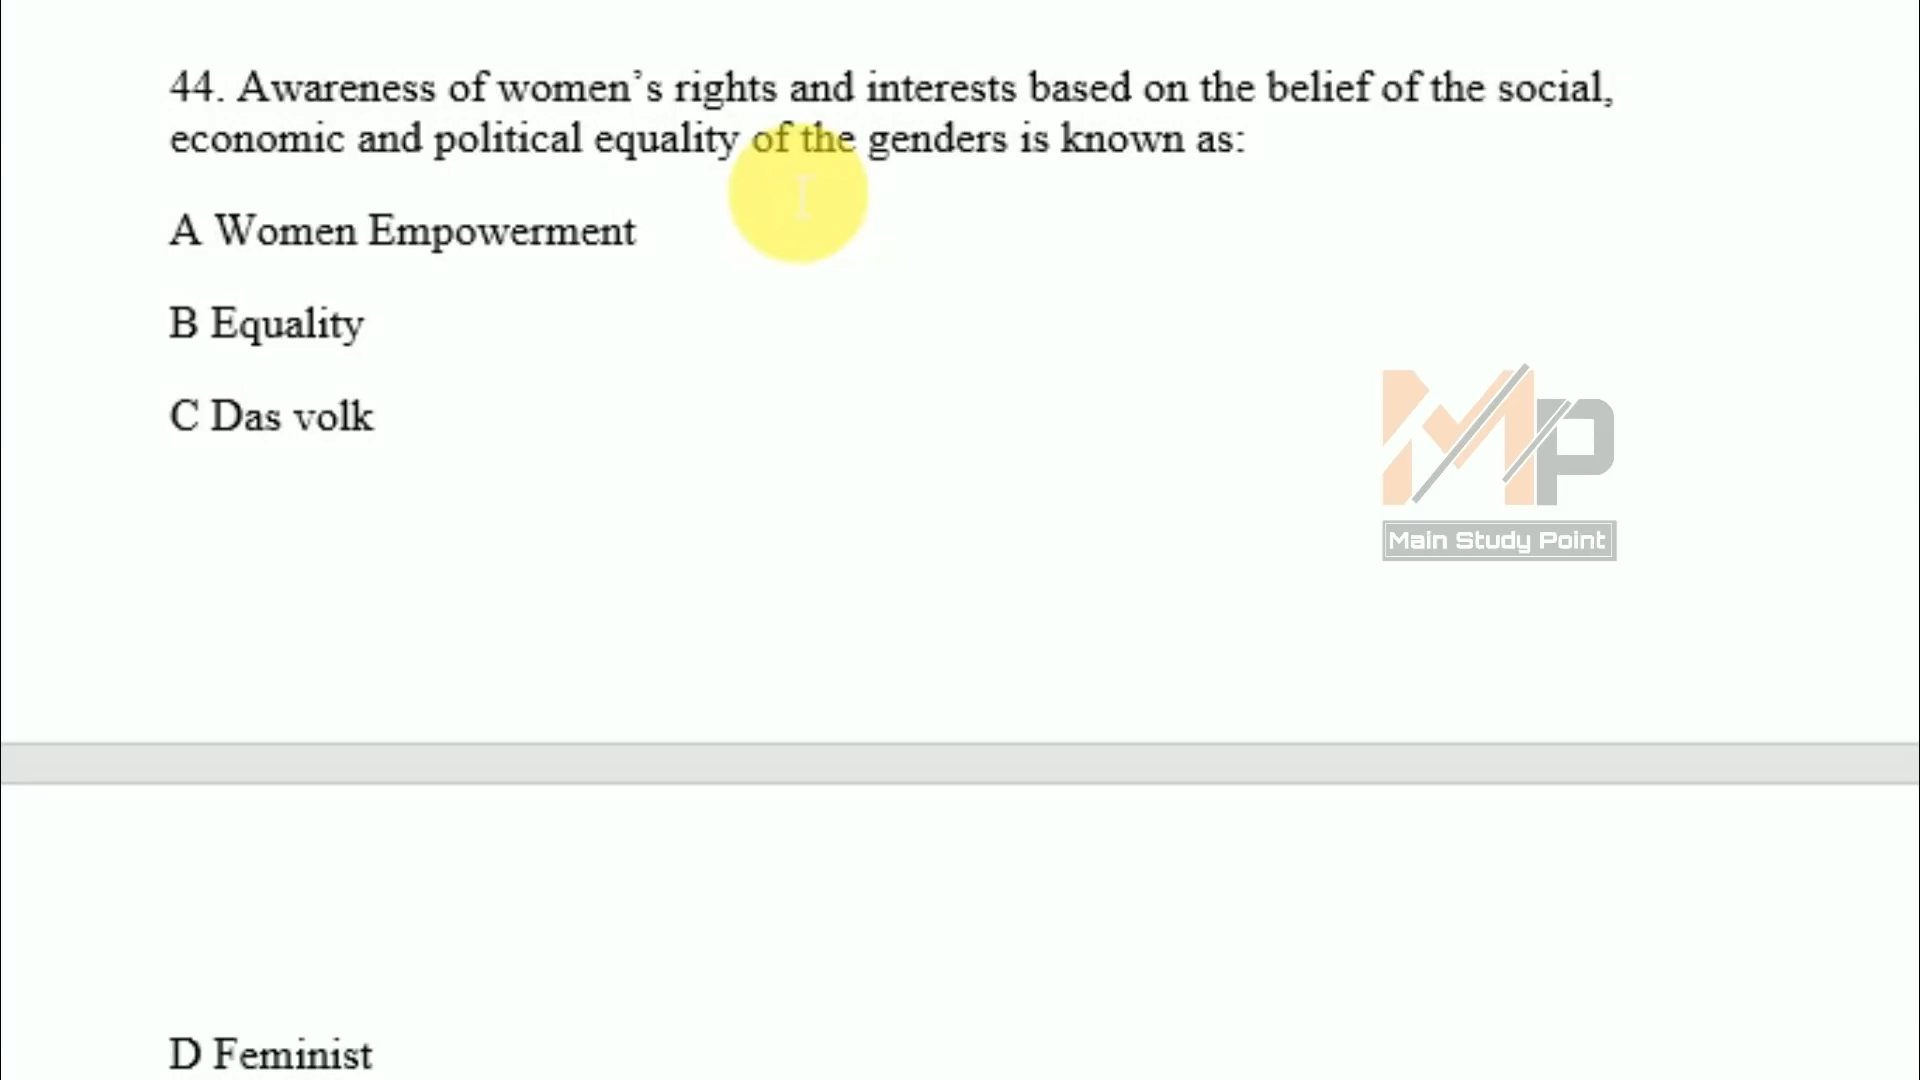 44. Awareness of women’s rights and interests based on the belief of the social,
economic and political equality of the genders is known as:
A Women Empowerment
B Equality
C Das volk
MP
Main Study Point
D Feminist